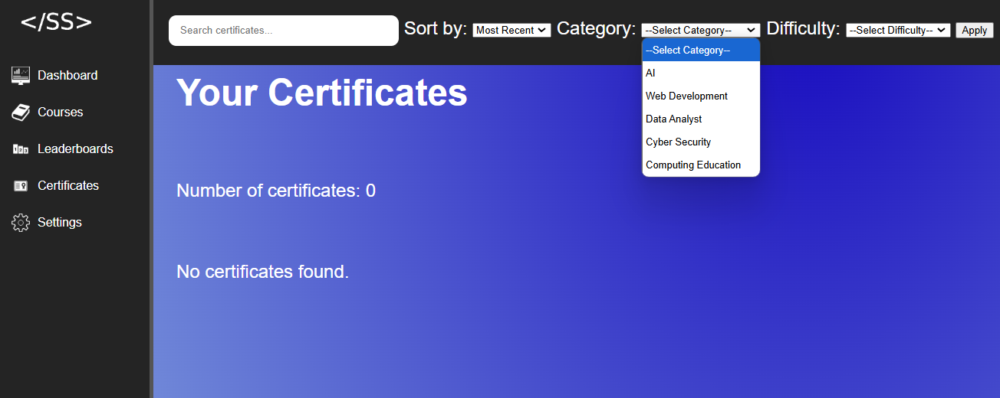 </SS>
Dashboard
Courses
Leaderboards
Certificates
Settings
Search certificates... Sort by: Most Recent Category: --Select Category-- Difficulty: --Select Difficulty-- Apply
--Select Category--
AI
Web Development
Data Analyst
Cyber Security
Computing Education
Your Certificates
Number of certificates: 0
No certificates found.